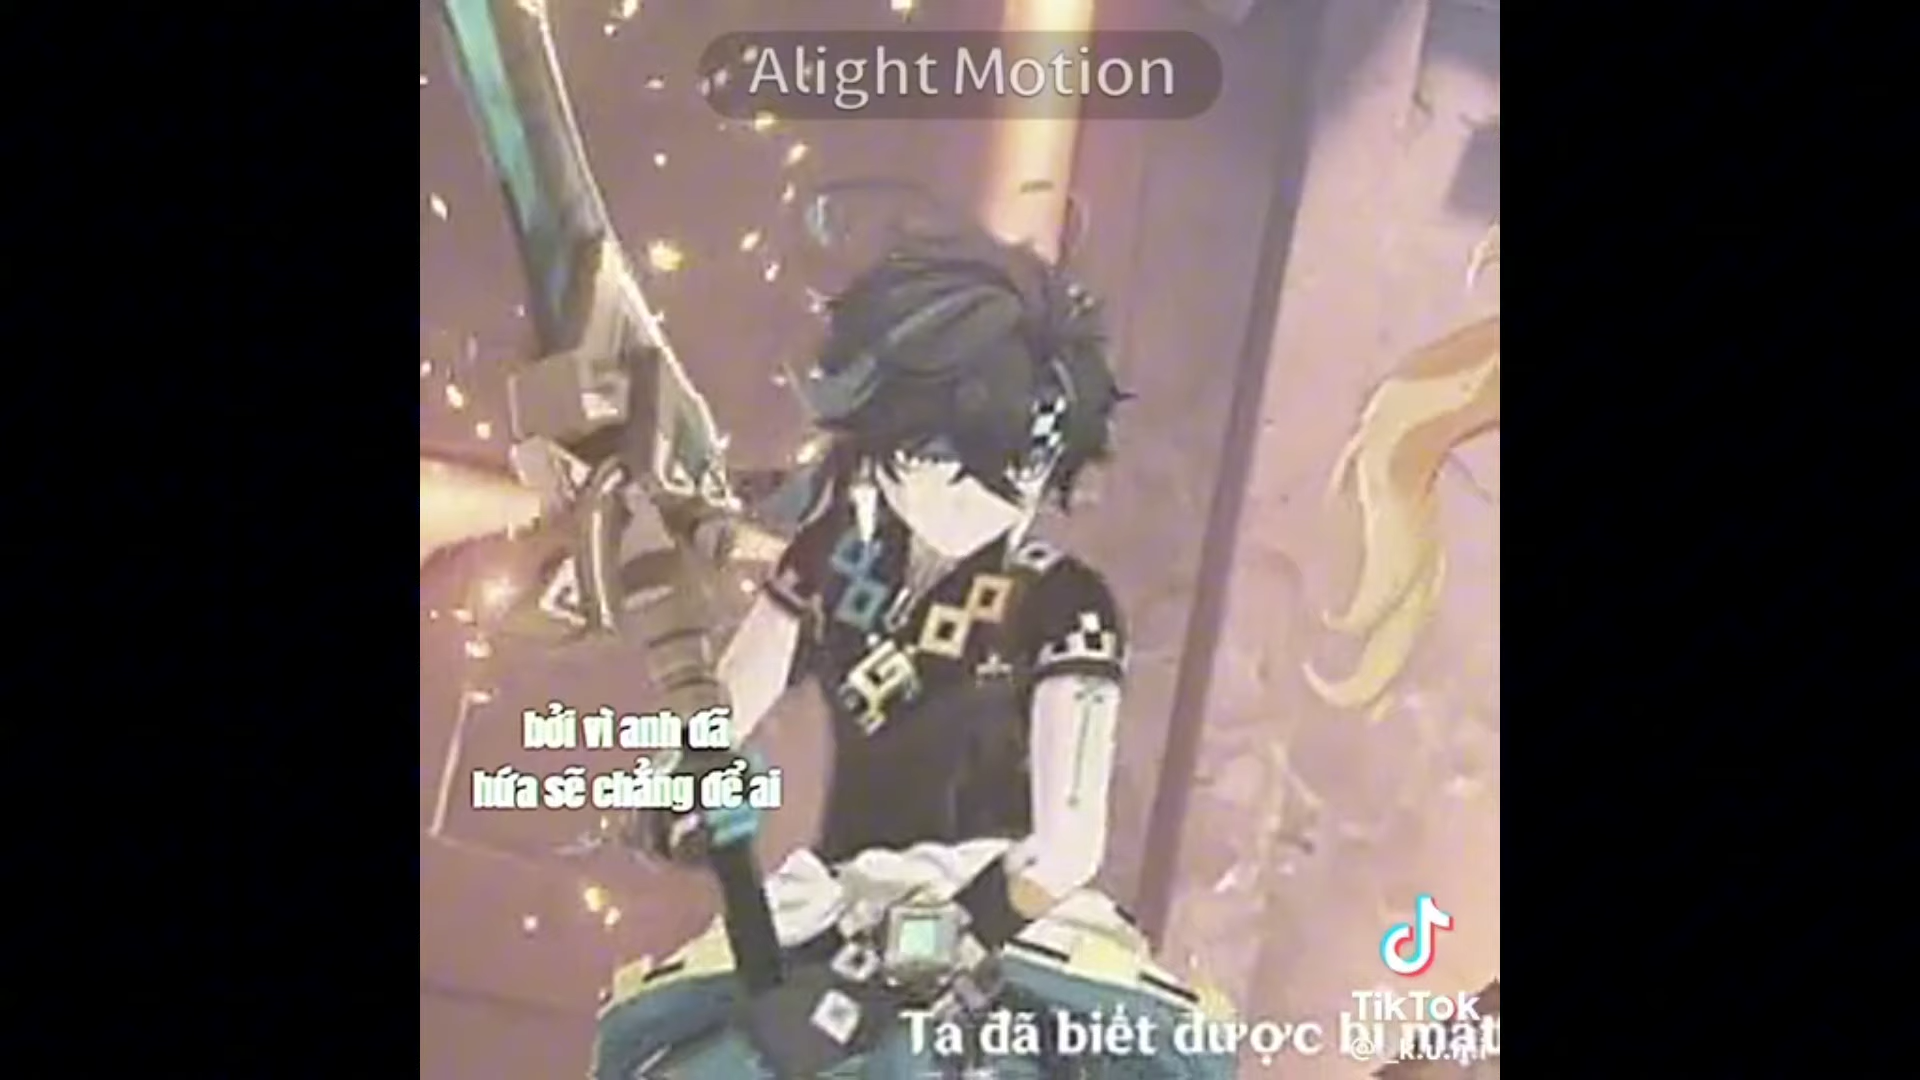 Alight Motion
bởi vì anh đã
hứa sẽ chẳng để ai
TikTok
Ta đã biết được bí mật